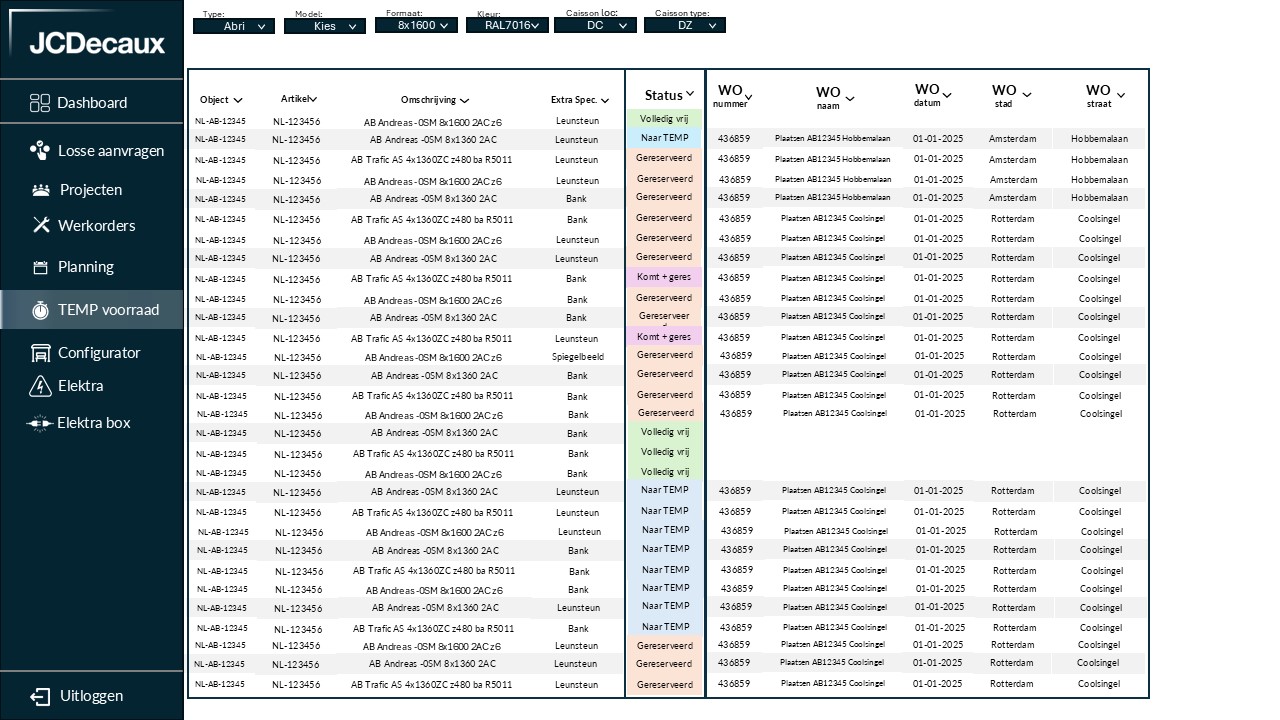 JCDecaux
Dashboard
Losse aanvragen
Projecten
Werkorders
Planning
TEMP voorraad
Configurator
Elektra
Elektra box
Uitloggen
Type: Model: Formaat: Kleur: Caisson loc: Caisson type:
Abri Kies 8x1600 RAL7016 DC DZ
Object Artikel Omschrijving Extra Spec. Status WO nummer WO naam WO datum WO stad WO straat
NL-AB-12345 NL-123456 AB Andreas -0SM 8x1600 2AC z6 Leunsteun Volledig vrij
NL-AB-12345 NL-123456 AB Andreas -0SM 8x1360 2AC Leunsteun Naar TEMP 436859 Plaatsen AB12345 Hobbemalaan 01-01-2025 Amsterdam Hobbemalaan
NL-AB-12345 NL-123456 AB Trafic AS 4x1360ZC z480 ba R5011 Leunsteun Gereserveerd 436859 Plaatsen AB12345 Hobbemalaan 01-01-2025 Amsterdam Hobbemalaan
NL-AB-12345 NL-123456 AB Andreas -0SM 8x1600 2AC z6 Leunsteun Gereserveerd 436859 Plaatsen AB12345 Hobbemalaan 01-01-2025 Amsterdam Hobbemalaan
NL-AB-12345 NL-123456 AB Andreas -0SM 8x1360 2AC Bank Gereserveerd 436859 Plaatsen AB12345 Hobbemalaan 01-01-2025 Amsterdam Hobbemalaan
NL-AB-12345 NL-123456 AB Trafic AS 4x1360ZC z480 ba R5011 Bank Gereserveerd 436859 Plaatsen AB12345 Coolsingel 01-01-2025 Rotterdam Coolsingel
NL-AB-12345 NL-123456 AB Andreas -0SM 8x1600 2AC z6 Leunsteun Gereserveerd 436859 Plaatsen AB12345 Coolsingel 01-01-2025 Rotterdam Coolsingel
NL-AB-12345 NL-123456 AB Andreas -0SM 8x1360 2AC Leunsteun Gereserveerd 436859 Plaatsen AB12345 Coolsingel 01-01-2025 Rotterdam Coolsingel
NL-AB-12345 NL-123456 AB Trafic AS 4x1360ZC z480 ba R5011 Bank Komt + geres 436859 Plaatsen AB12345 Coolsingel 01-01-2025 Rotterdam Coolsingel
NL-AB-12345 NL-123456 AB Andreas -0SM 8x1600 2AC z6 Bank Gereserveerd 436859 Plaatsen AB12345 Coolsingel 01-01-2025 Rotterdam Coolsingel
NL-AB-12345 NL-123456 AB Andreas -0SM 8x1360 2AC Bank Gereserveer 436859 Plaatsen AB12345 Coolsingel 01-01-2025 Rotterdam Coolsingel
NL-AB-12345 NL-123456 AB Trafic AS 4x1360ZC z480 ba R5011 Leunsteun Komt + geres 436859 Plaatsen AB12345 Coolsingel 01-01-2025 Rotterdam Coolsingel
NL-AB-12345 NL-123456 AB Andreas -0SM 8x1600 2AC z6 Spiegelbeeld Gereserveerd 436859 Plaatsen AB12345 Coolsingel 01-01-2025 Rotterdam Coolsingel
NL-AB-12345 NL-123456 AB Andreas -0SM 8x1360 2AC Bank Gereserveerd 436859 Plaatsen AB12345 Coolsingel 01-01-2025 Rotterdam Coolsingel
NL-AB-12345 NL-123456 AB Trafic AS 4x1360ZC z480 ba R5011 Bank Gereserveerd 436859 Plaatsen AB12345 Coolsingel 01-01-2025 Rotterdam Coolsingel
NL-AB-12345 NL-123456 AB Andreas -0SM 8x1600 2AC z6 Bank Gereserveerd 436859 Plaatsen AB12345 Coolsingel 01-01-2025 Rotterdam Coolsingel
NL-AB-12345 NL-123456 AB Andreas -0SM 8x1360 2AC Bank Volledig vrij
NL-AB-12345 NL-123456 AB Trafic AS 4x1360ZC z480 ba R5011 Bank Volledig vrij
NL-AB-12345 NL-123456 AB Andreas -0SM 8x1600 2AC z6 Bank Volledig vrij
NL-AB-12345 NL-123456 AB Andreas -0SM 8x1360 2AC Leunsteun Naar TEMP 436859 Plaatsen AB12345 Coolsingel 01-01-2025 Rotterdam Coolsingel
NL-AB-12345 NL-123456 AB Trafic AS 4x1360ZC z480 ba R5011 Leunsteun Naar TEMP 436859 Plaatsen AB12345 Coolsingel 01-01-2025 Rotterdam Coolsingel
NL-AB-12345 NL-123456 AB Andreas -0SM 8x1600 2AC z6 Leunsteun Naar TEMP 436859 Plaatsen AB12345 Coolsingel 01-01-2025 Rotterdam Coolsingel
NL-AB-12345 NL-123456 AB Andreas -0SM 8x1360 2AC Bank Naar TEMP 436859 Plaatsen AB12345 Coolsingel 01-01-2025 Rotterdam Coolsingel
NL-AB-12345 NL-123456 AB Trafic AS 4x1360ZC z480 ba R5011 Bank Naar TEMP 436859 Plaatsen AB12345 Coolsingel 01-01-2025 Rotterdam Coolsingel
NL-AB-12345 NL-123456 AB Andreas -0SM 8x1600 2AC z6 Bank Naar TEMP 436859 Plaatsen AB12345 Coolsingel 01-01-2025 Rotterdam Coolsingel
NL-AB-12345 NL-123456 AB Andreas -0SM 8x1360 2AC Leunsteun Naar TEMP 436859 Plaatsen AB12345 Coolsingel 01-01-2025 Rotterdam Coolsingel
NL-AB-12345 NL-123456 AB Trafic AS 4x1360ZC z480 ba R5011 Bank Naar TEMP 436859 Plaatsen AB12345 Coolsingel 01-01-2025 Rotterdam Coolsingel
NL-AB-12345 NL-123456 AB Andreas -0SM 8x1600 2AC z6 Leunsteun Gereserveerd 436859 Plaatsen AB12345 Coolsingel 01-01-2025 Rotterdam Coolsingel
NL-AB-12345 NL-123456 AB Andreas -0SM 8x1360 2AC Leunsteun Gereserveerd 436859 Plaatsen AB12345 Coolsingel 01-01-2025 Rotterdam Coolsingel
NL-AB-12345 NL-123456 AB Trafic AS 4x1360ZC z480 ba R5011 Leunsteun Gereserveerd 436859 Plaatsen AB12345 Coolsingel 01-01-2025 Rotterdam Coolsingel